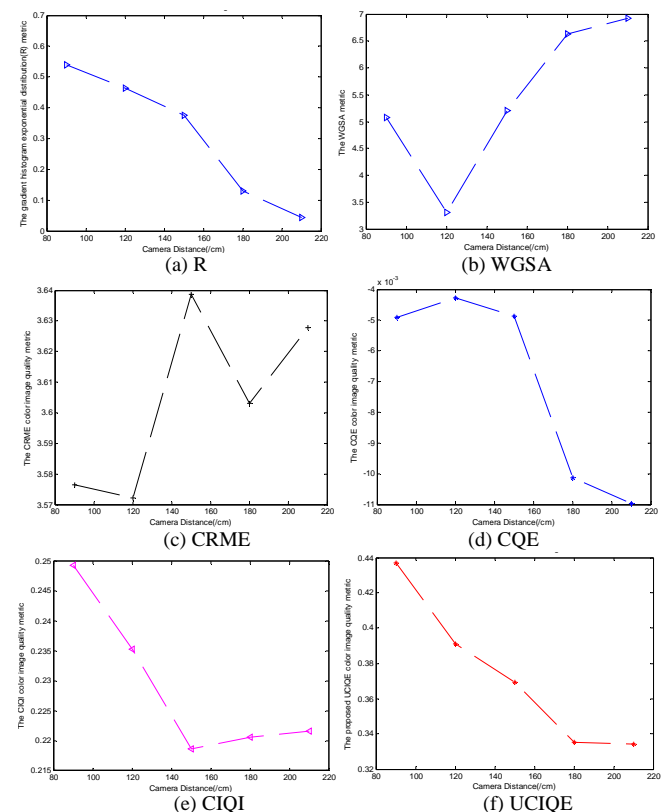 0.7
0.6
0.5
0.4
0.3
0.2
0.1
0
80 100 120 140 160 180 200 220
The gradient histogram exponential distribution(R) metric
Camera Distance(/cm)
(a) R
7
6.5
6
5.5
5
4.5
4
3.5
3
80 100 120 140 160 180 200 220
The WGSA metric
Camera Distance(/cm)
(b) WGSA
3.64
3.63
3.62
3.61
3.6
3.59
3.58
3.57
80 100 120 140 160 180 200 220
The CRME color image quality metric
Camera Distance(/cm)
(c) CRME
x 10⁻³
-4
-5
-6
-7
-8
-9
-10
-11
80 100 120 140 160 180 200 220
The CQE color image quality metric
Camera Distance(/cm)
(d) CQE
0.25
0.245
0.24
0.235
0.23
0.225
0.22
0.215
80 100 120 140 160 180 200 220
The CIQI color image quality metric
Camera Distance(/cm)
(e) CIQI
0.44
0.42
0.4
0.38
0.36
0.34
0.32
80 100 120 140 160 180 200 220
The proposed UCIQE color image quality metric
Camera Distance(/cm)
(f) UCIQE